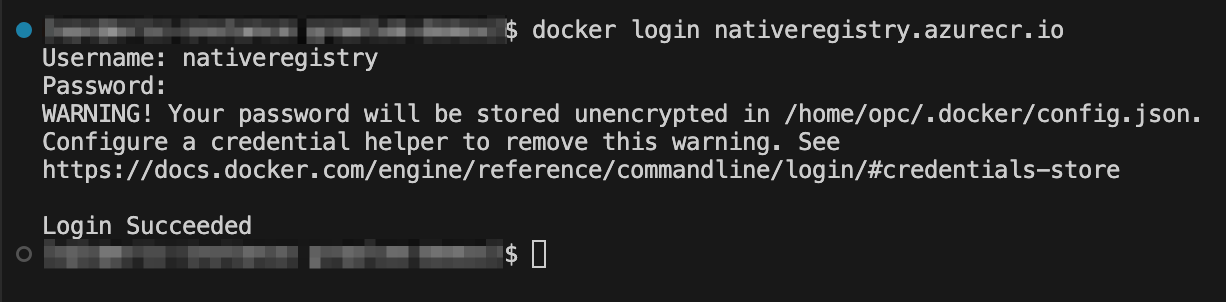 $ docker login nativeregistry.azurecr.io
Username: nativeregistry
Password:
WARNING! Your password will be stored unencrypted in /home/opc/.docker/config.json.
Configure a credential helper to remove this warning. See
https://docs.docker.com/engine/reference/commandline/login/#credentials-store
Login Succeeded
$